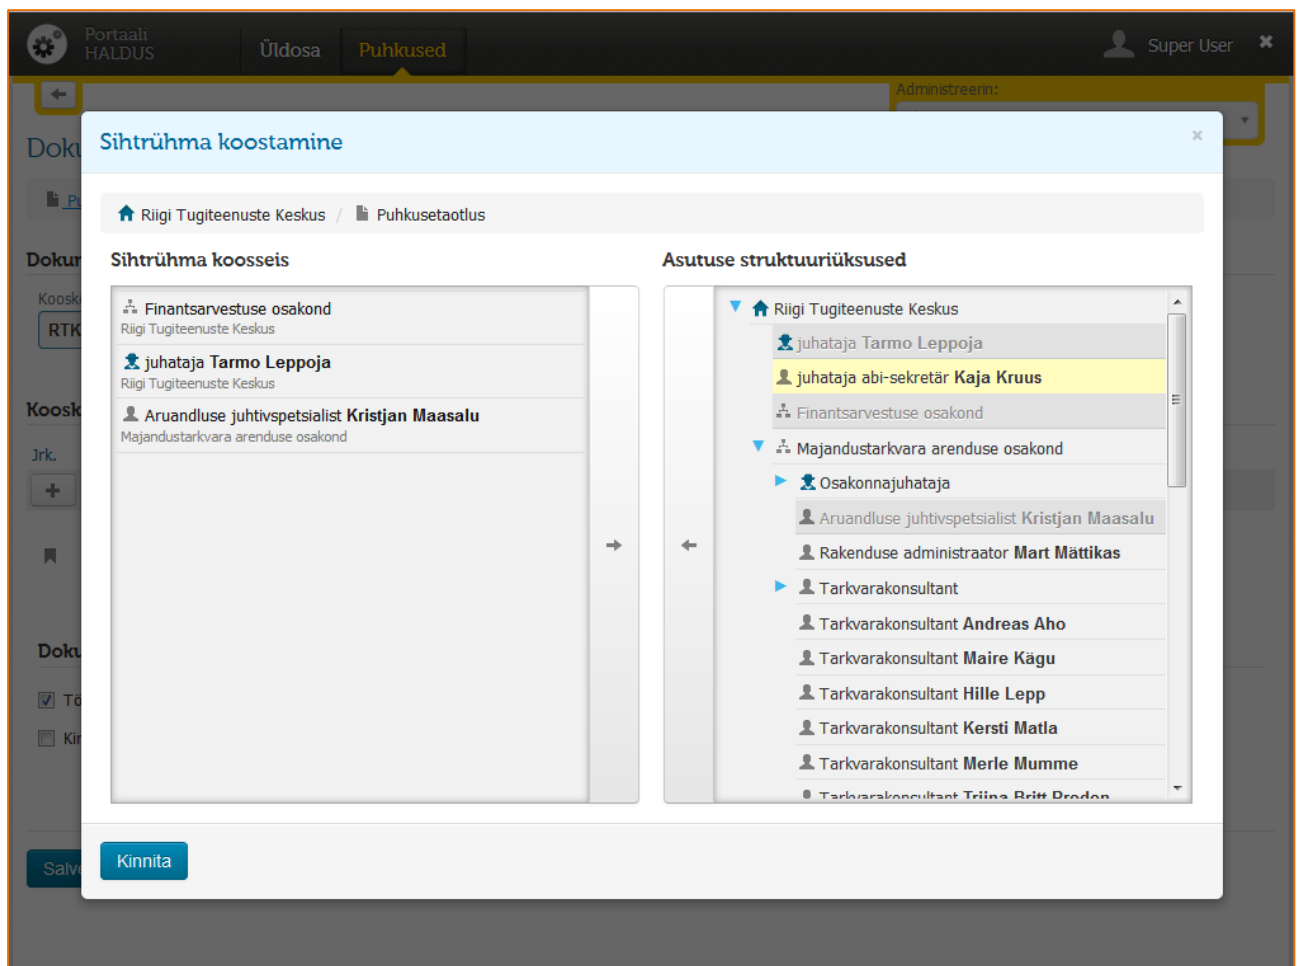 Portaali
HALDUS
Üldosa
Puhkused
Super User
Administreerin:
Sihtrühma koostamine
Riigi Tugiteenuste Keskus / Puhkusetaotlus
Sihtrühma koosseis
Asutuse struktuuriüksused
Finantsarvestuse osakond
Riigi Tugiteenuste Keskus
juhataja Tarmo Leppoja
Riigi Tugiteenuste Keskus
Aruandluse juhtivspetsialist Kristjan Maasalu
Majandustarkvara arenduse osakond
Riigi Tugiteenuste Keskus
juhataja Tarmo Leppoja
juhataja abi-sekretär Kaja Kruus
Finantsarvestuse osakond
Majandustarkvara arenduse osakond
Osakonnajuhataja
Aruandluse juhtivspetsialist Kristjan Maasalu
Rakenduse administraator Mart Mättikas
Tarkvarakonsultant
Tarkvarakonsultant Andreas Aho
Tarkvarakonsultant Maire Kägu
Tarkvarakonsultant Hille Lepp
Tarkvarakonsultant Kersti Matla
Tarkvarakonsultant Merle Mumme
Tarkvarakonsultant Triina Britt
Kinnita
RTK
Jrk.